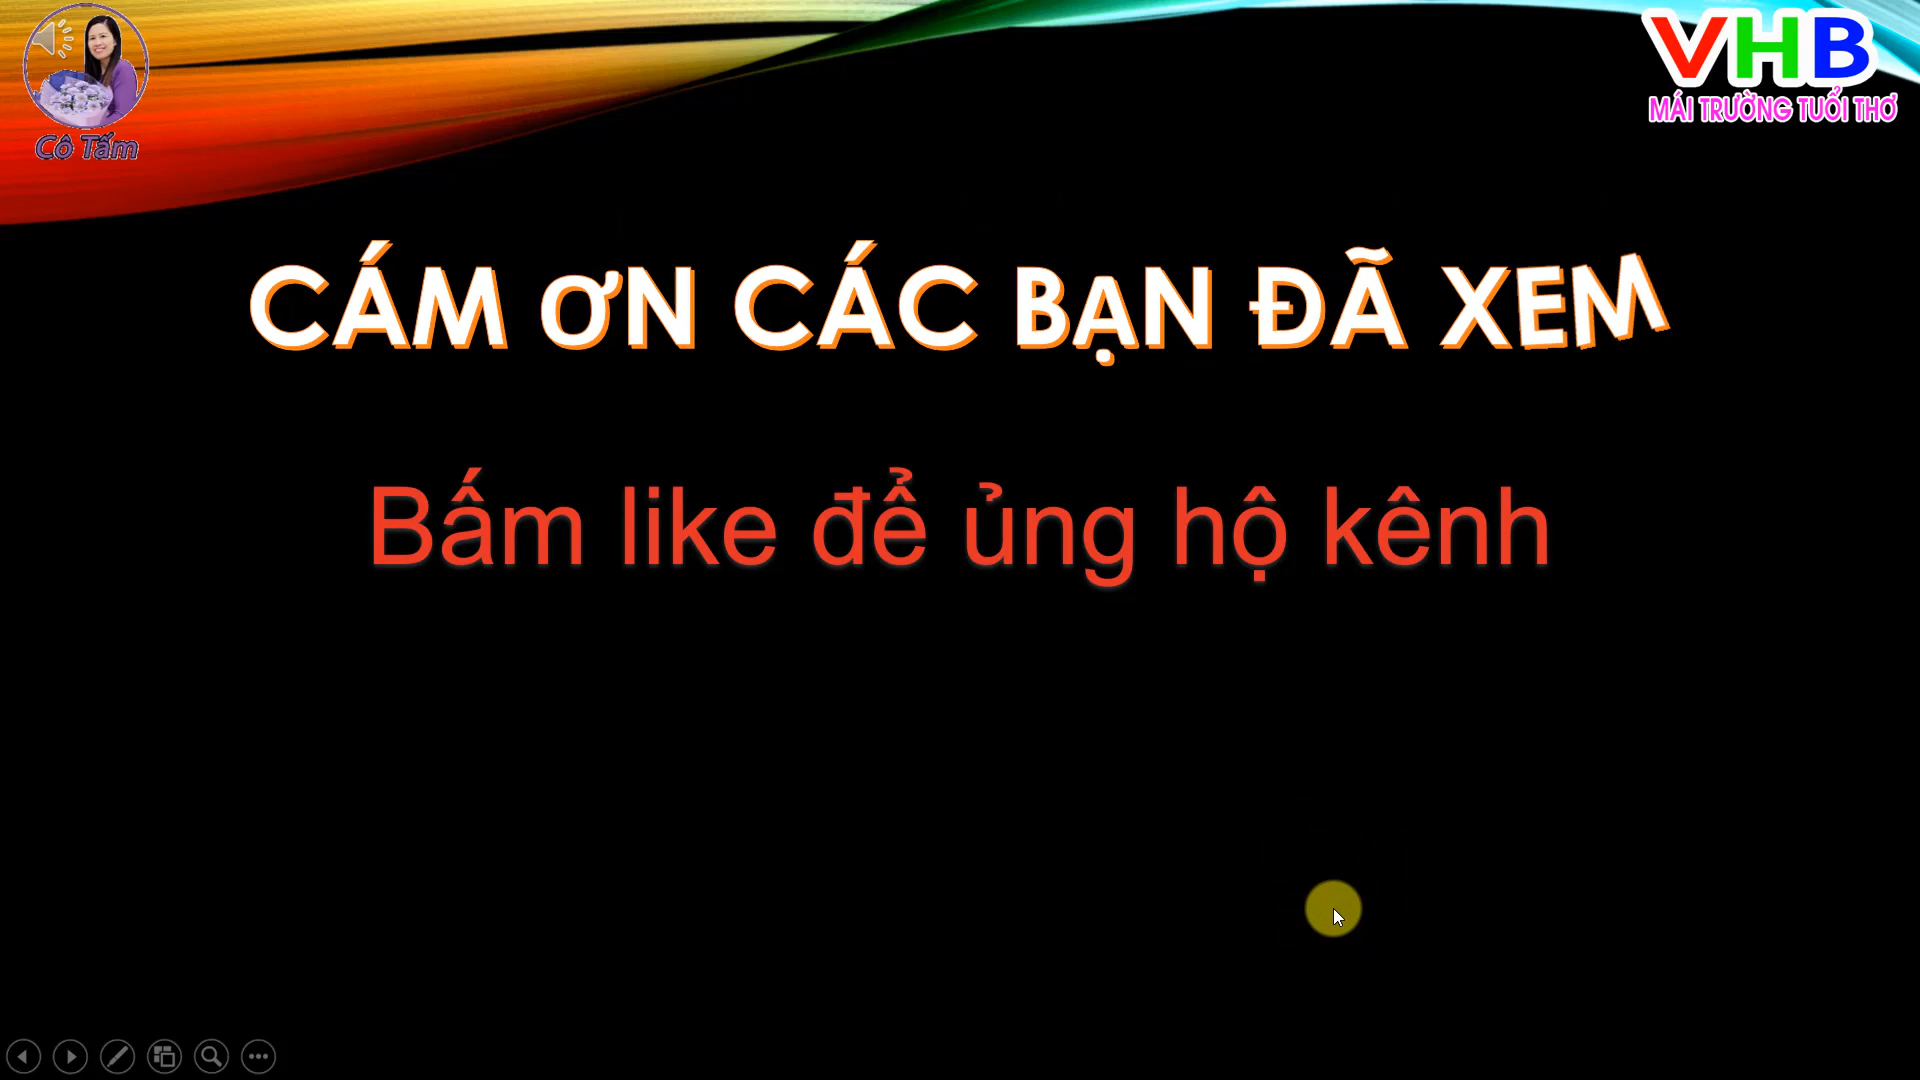 VHB
MÁI TRƯỜNG TUỔI THƠ
Cô Tấm
CÁM ƠN CÁC BẠN ĐÃ XEM
Bấm like để ủng hộ kênh